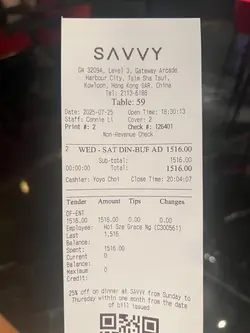 SAVVY
GW S2094, Level 3, Gateway Arcade
Harbour City, Tsim Sha Tsui,
Kowloon, Hong Kong SAR, China
Tel: 2113-6188
Table: 59
Date: 2025-07-25 Open Time: 18:30:13
Staff: Connie Li Cover: 2
Print #: 2 Check #: 126401
Non-Revenue Check
2 WED - SAT DIN-BUF AD 1516.00
Sub-total: 1516.00
00:00:00 Total: 1516.00
Cashier: Yoyo Choi Close Time: 20:04:07
Tender Amount Tips Changes
OF-ENT
1516.00 1516.00 0.00 0.00
Employee: Hoi Sze Grace Ng (C300561)
Last 1,516
Balance:
Spent: 1516.00
Current 0
Balance:
Maximum 0
Credit:
25% off on dinner at SAVVY from Sunday to
Thursday within one month from the date
of bill issued